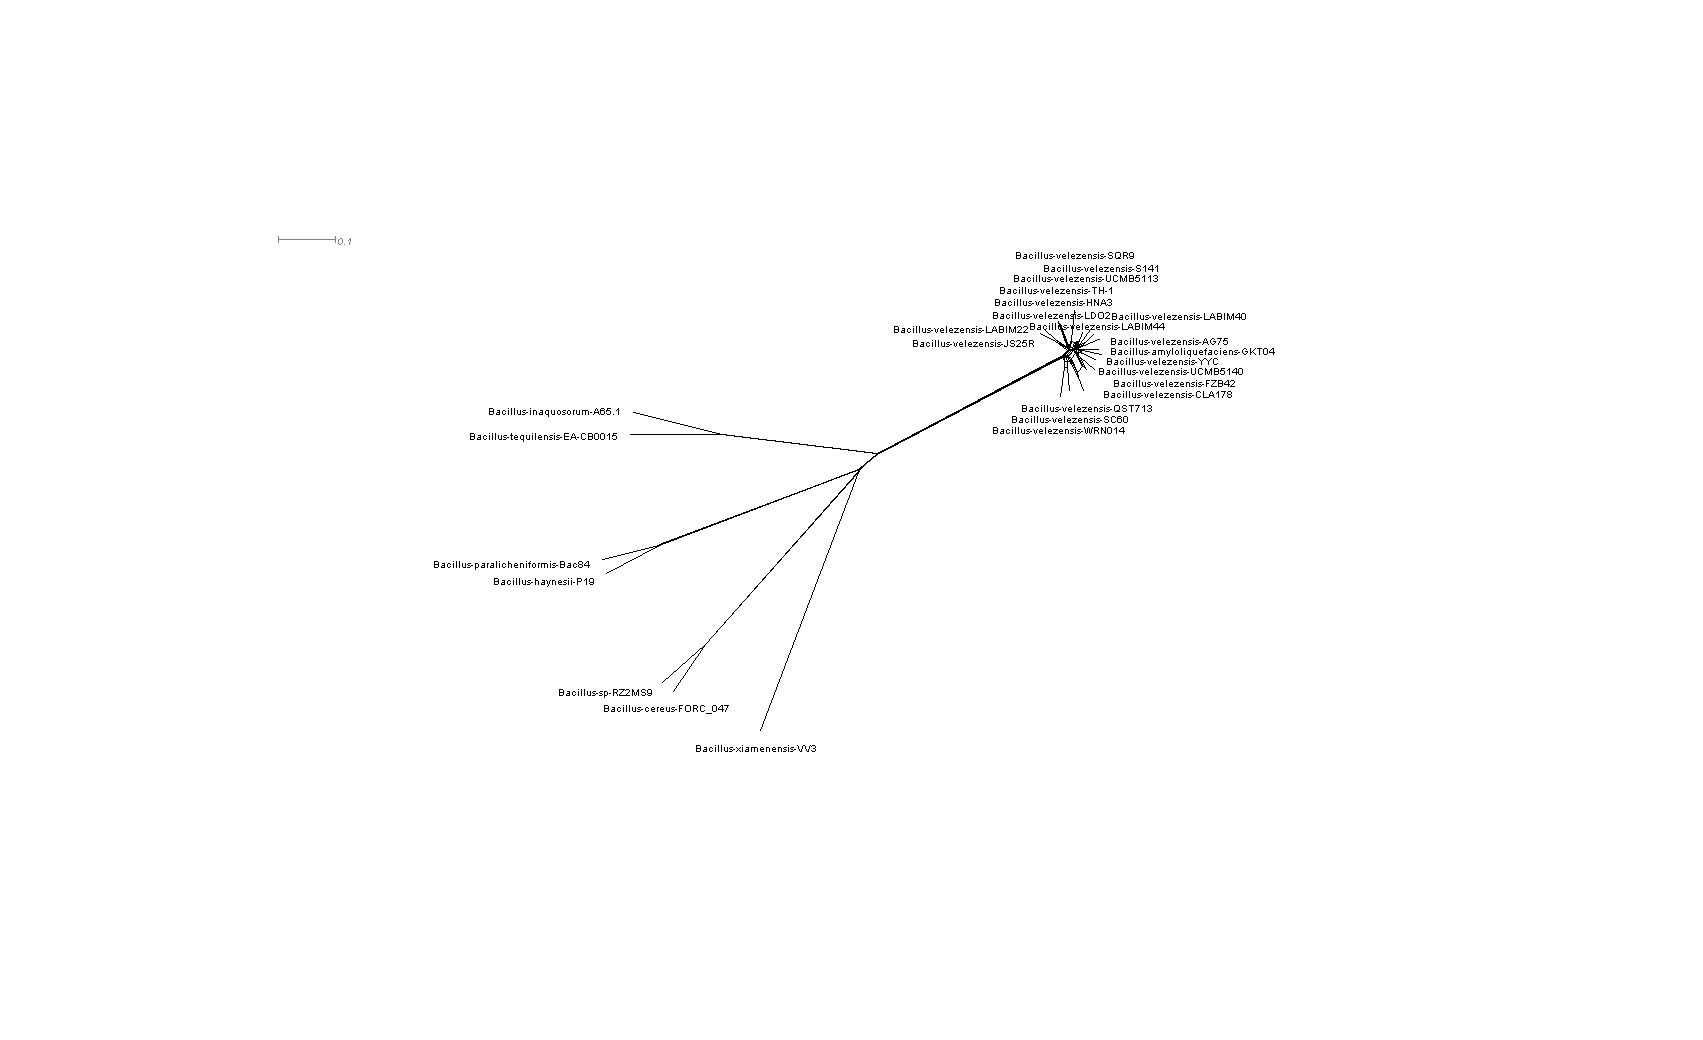 0.1
Bacillus-velezensis-SQR9
Bacillus-velezensis-S141
Bacillus-velezensis-UCMB5113
Bacillus-velezensis-TH-1
Bacillus-velezensis-HNA3
Bacillus-velezensis-LDO2
Bacillus-velezensis-LABIM40
Bacillus-velezensis-LABIM44
Bacillus-velezensis-LABIM22
Bacillus-velezensis-JS25R
Bacillus-velezensis-AG75
Bacillus-amyloliquefaciens-GKT04
Bacillus-velezensis-YYC
Bacillus-velezensis-UCMB5140
Bacillus-velezensis-FZB42
Bacillus-velezensis-CLA178
Bacillus-velezensis-QST713
Bacillus-velezensis-SC60
Bacillus-velezensis-WRN014
Bacillus-inaquosorum-A65.1
Bacillus-tequilensis-EA-CB0015
Bacillus-paralicheniformis-Bac84
Bacillus-haynesii-P19
Bacillus-sp-RZ2MS9
Bacillus-cereus-FORC_047
Bacillus-xiamenensis-VV3